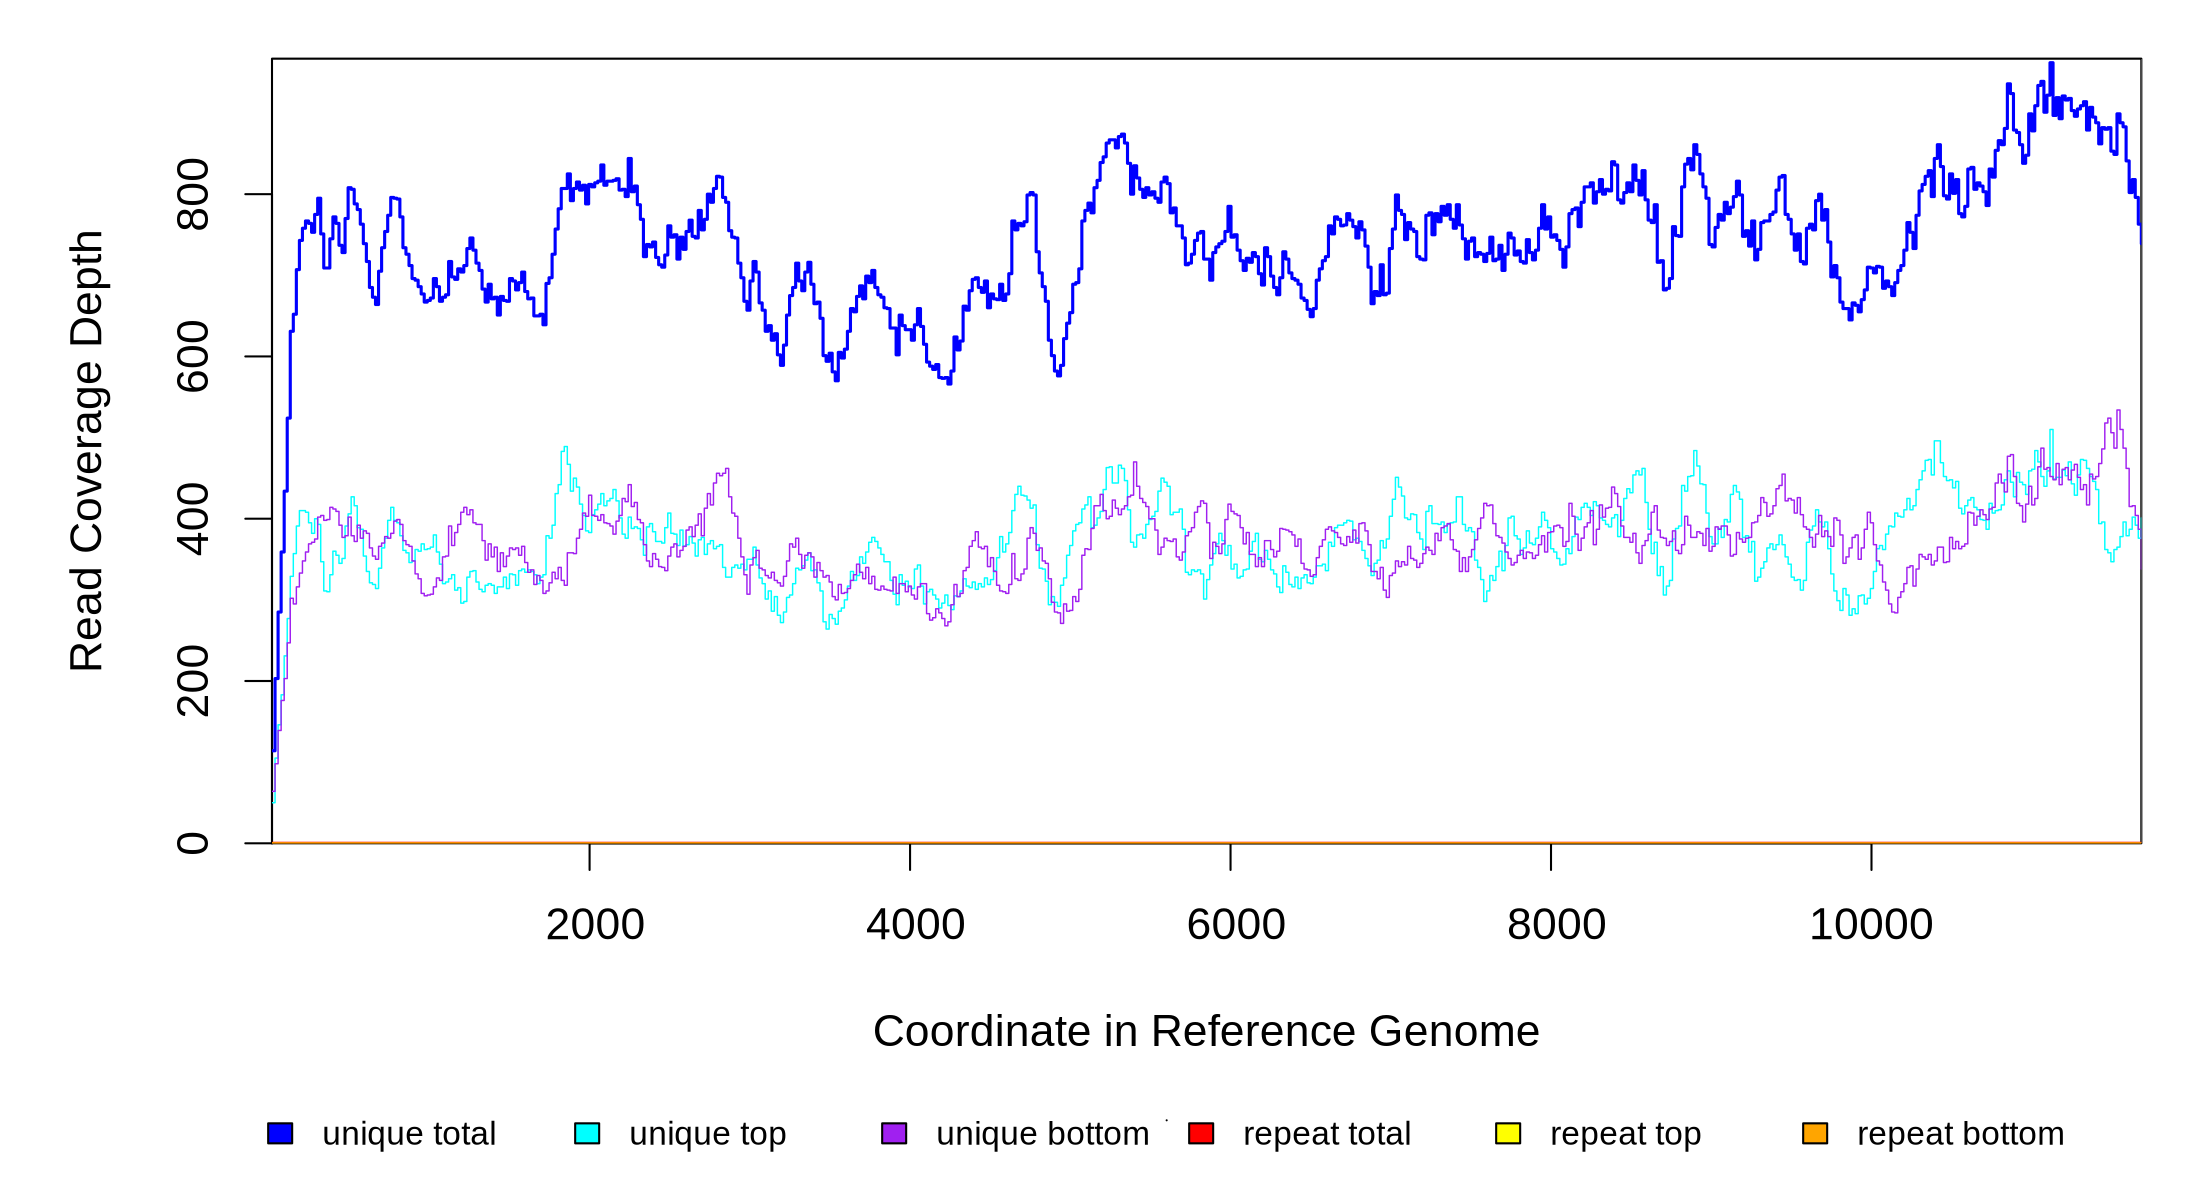 Read Coverage Depth
800
600
400
200
0
2000 4000 6000 8000 10000
Coordinate in Reference Genome
unique total unique top unique bottom repeat total repeat top repeat bottom